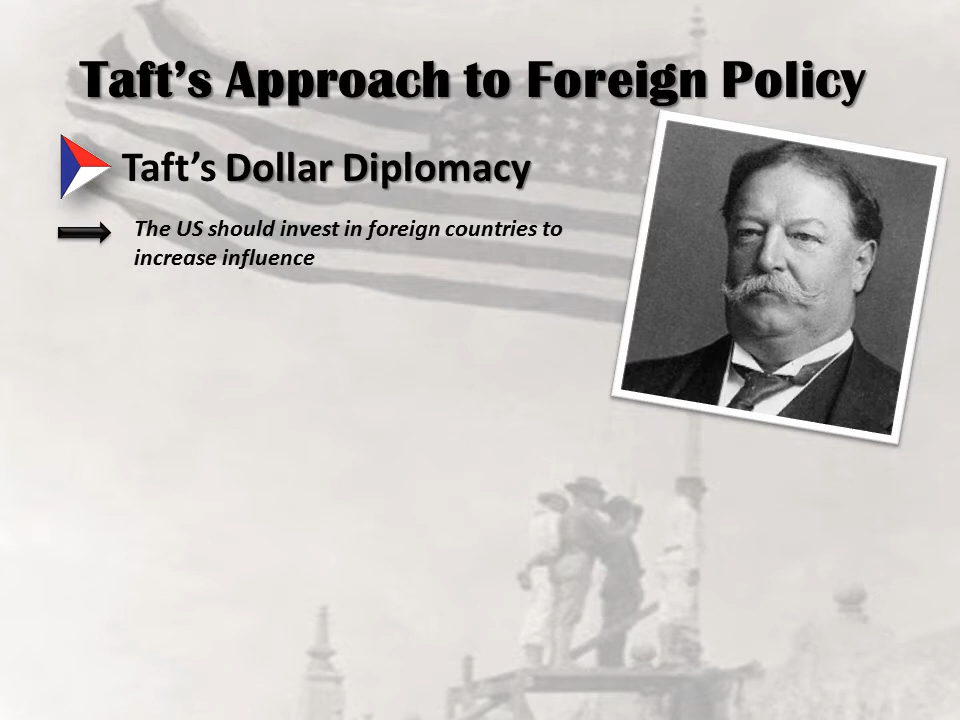 Taft’s Approach to Foreign Policy
Taft’s Dollar Diplomacy
The US should invest in foreign countries to
increase influence